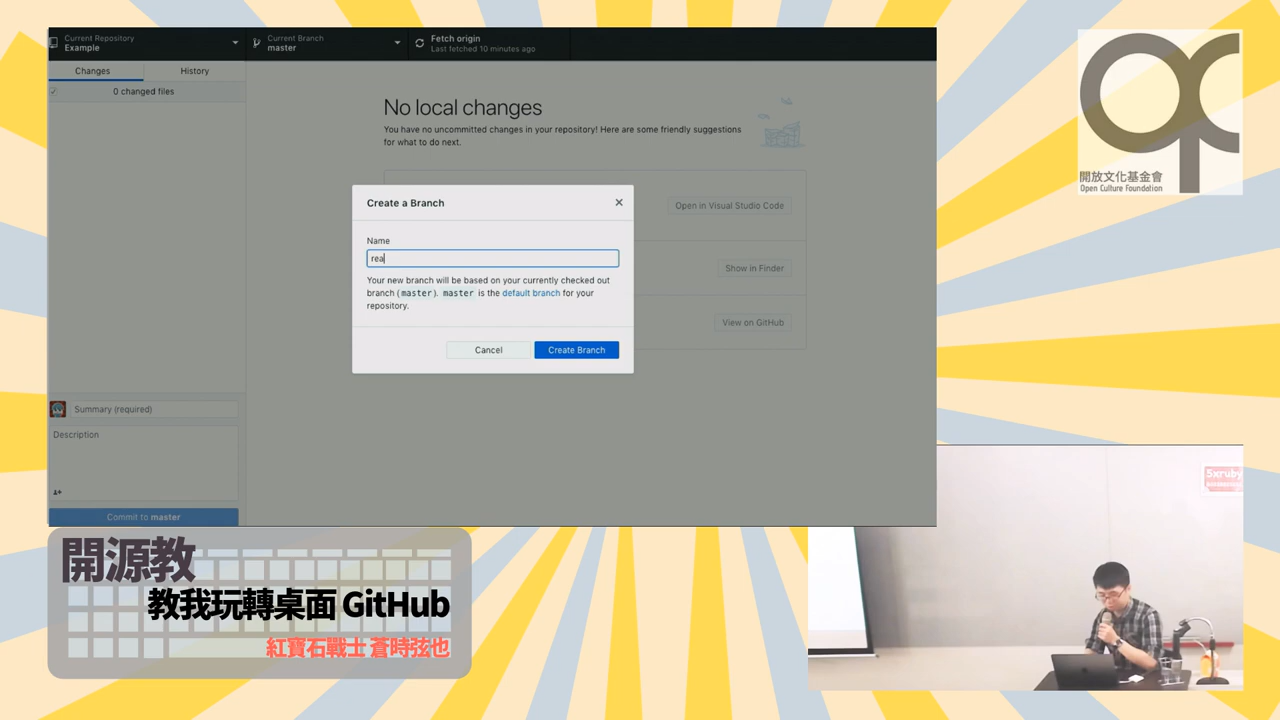 Current Repository
Example
Current Branch
master
Fetch origin
Last fetched 10 minutes ago
Changes
History
0 changed files
No local changes
You have no uncommitted changes in your repository! Here are some friendly suggestions
for what to do next.
Open in Visual Studio Code
Show in Finder
View on GitHub
Create a Branch
Name
rea
Your new branch will be based on your currently checked out
branch (master). master is the default branch for your
repository.
Cancel
Create Branch
Summary (required)
Description
Commit to master
開放文化基金會
Open Culture Foundation
5xruby
開源教
教我玩轉桌面 GitHub
紅寶石戰士 蒼時弦也